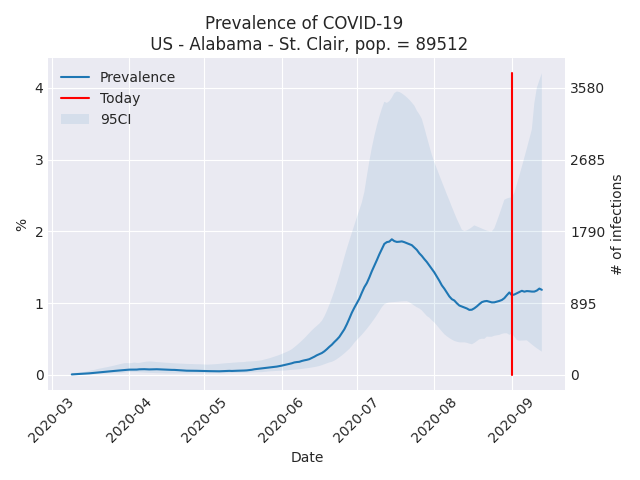 Prevalence of COVID-19
US - Alabama - St. Clair, pop. = 89512
Prevalence
Today
95CI
4
3
2
1
0
%
3580
2685
1790
895
0
# of infections
2020-03
2020-04
2020-05
2020-06
2020-07
2020-08
2020-09
Date